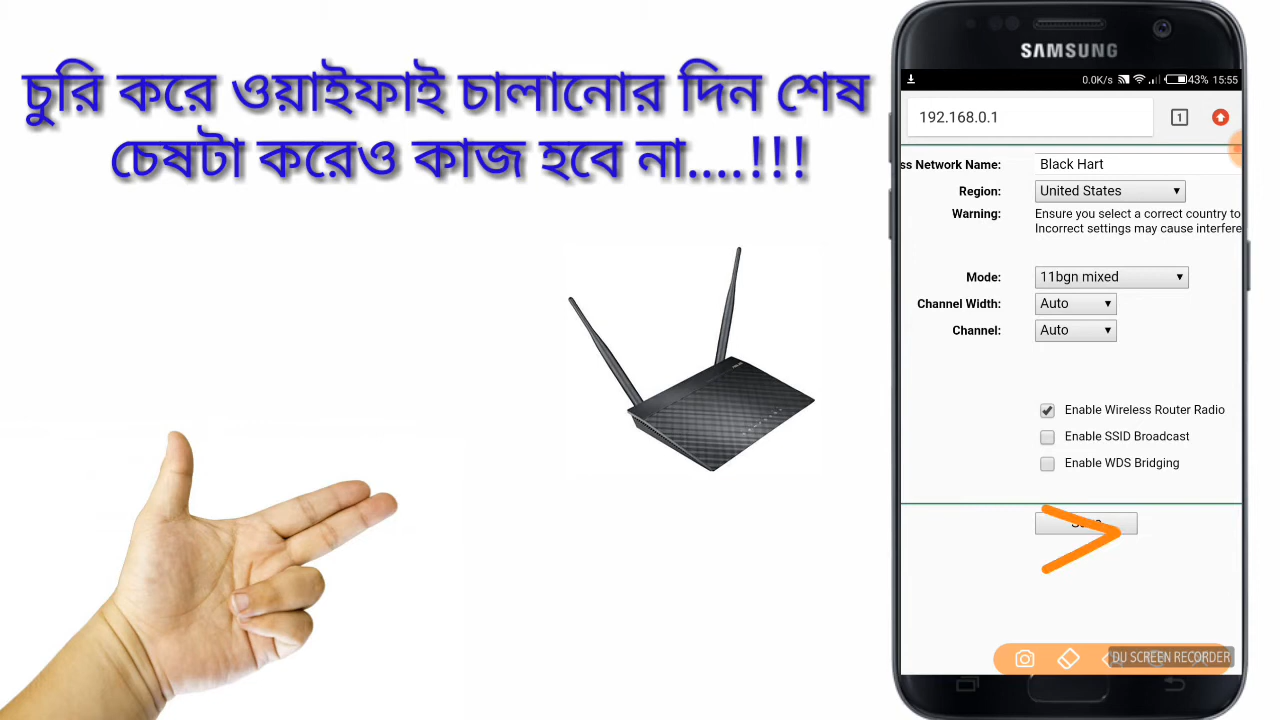 চুরি করে ওয়াইফাই চালানোর দিন শেষ
চেষটা করেও কাজ হবে না....!!!
SAMSUNG
0.0K/s 43% 15:55
192.168.0.1 1
ss Network Name: Black Hart
Region: United States
Warning: Ensure you select a correct country to
Incorrect settings may cause interfere
Mode: 11bgn mixed
Channel Width: Auto
Channel: Auto
Enable Wireless Router Radio
Enable SSID Broadcast
Enable WDS Bridging
DU SCREEN RECORDER